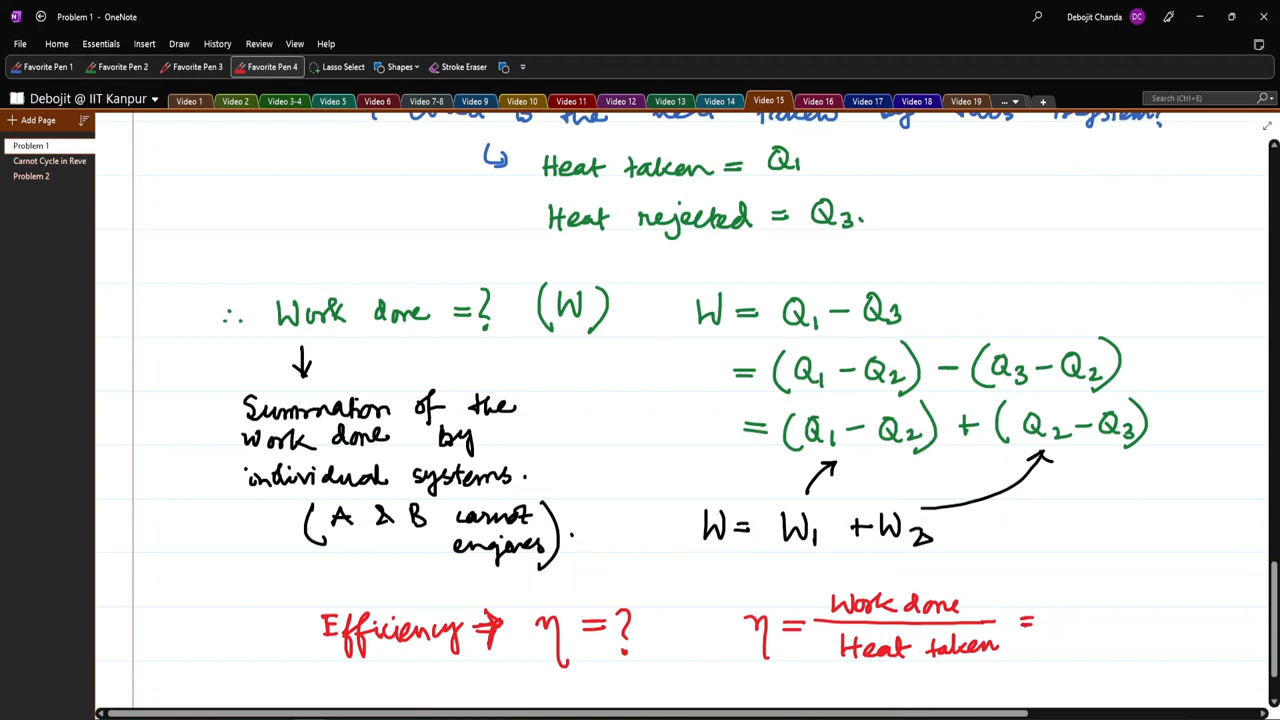 Problem 1 - OneNote
Debojit Chanda DC
File Home Essentials Insert Draw History Review View Help
Favorite Pen 1 Favorite Pen 2 Favorite Pen 3 Favorite Pen 4 Lasso Select Shapes Stroke Eraser
Debojit @ IIT Kanpur Video 1 Video 2 Video 3-4 Video 5 Video 6 Video 7-8 Video 9 Video 10 Video 11 Video 12 Video 13 Video 14 Video 15 Video 16 Video 17 Video 18 Video 19 ... + Search (Ctrl+E)
+ Add Page
Problem 1
Carnot Cycle in Reve
Problem 2
is the taken by this system?
↳ Heat taken = Q1
Heat rejected = Q3.
∴ Work done = ? (W)
↓
Summation of the
work done by
individual systems.
(A & B carnot
engines).
W = Q1 - Q3
= (Q1 - Q2) - (Q3 - Q2)
= (Q1 - Q2) + (Q2 - Q3)
W = W1 + W2
Efficiency ⇒ η = ?
η = Work done / Heat taken =